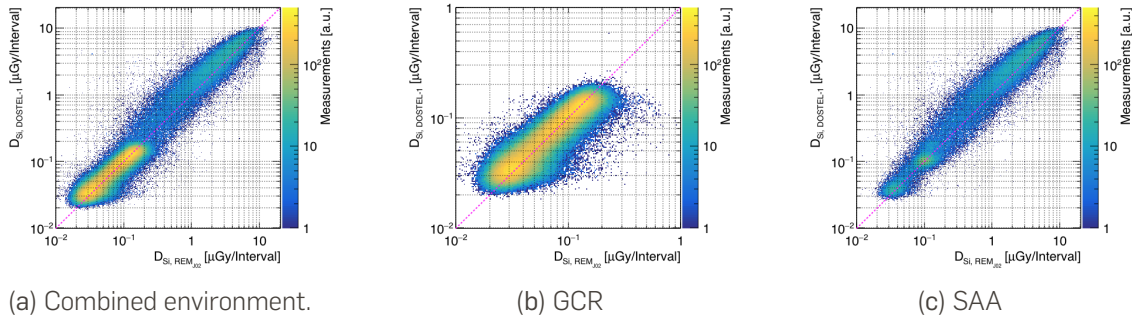 10
1
10⁻¹
10⁻²
D_Si, DOSTEL-1 [µGy/Interval]
10⁻² 10⁻¹ 1 10
D_Si, REM_J02 [µGy/Interval]
10²
10
1
Measurements [a.u.]
(a) Combined environment.
1
10⁻¹
10⁻²
D_Si, DOSTEL-1 [µGy/Interval]
10⁻² 10⁻¹ 1
D_Si, REM_J02 [µGy/Interval]
10²
10
1
Measurements [a.u.]
(b) GCR
10
1
10⁻¹
10⁻²
D_Si, DOSTEL-1 [µGy/Interval]
10⁻² 10⁻¹ 1 10
D_Si, REM_J02 [µGy/Interval]
10²
10
1
Measurements [a.u.]
(c) SAA